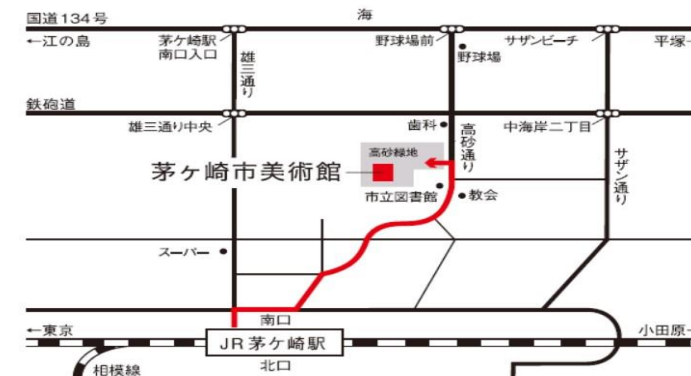 国道134号
海
←江の島
茅ケ崎駅
南口入口
雄三通り
野球場前
野球場
サザンビーチ
平塚
鉄砲道
雄三通り中央
歯科
高砂通り
中海岸二丁目
サザン通り
高砂緑地
茅ヶ崎市美術館
市立図書館
教会
スーパー
南口
←東京
JR茅ケ崎駅
小田原
北口
相模線